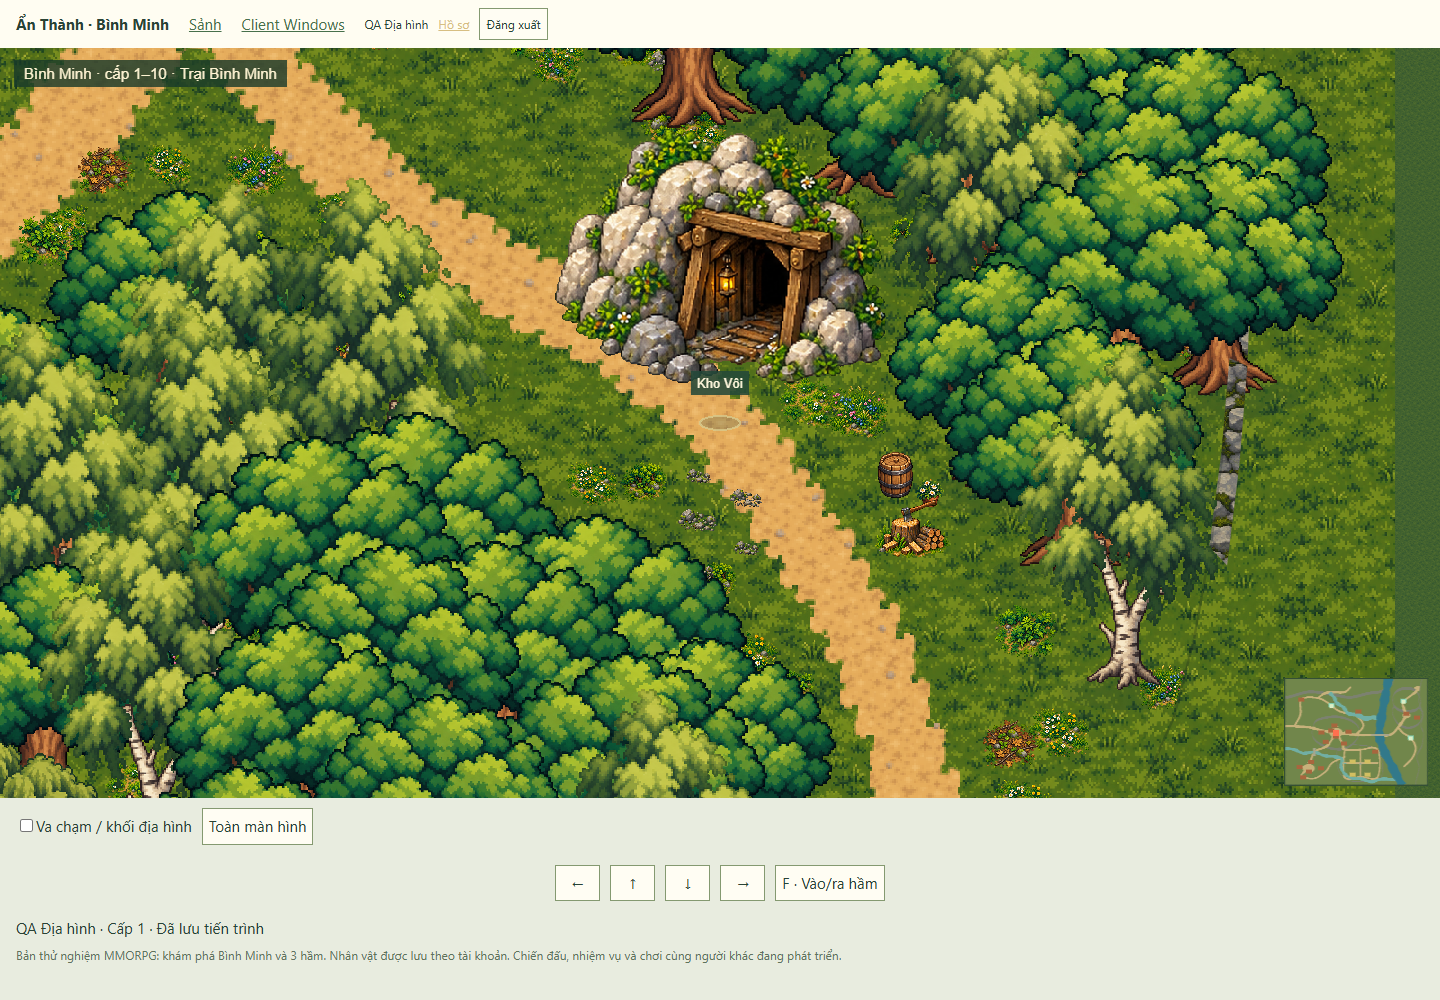 Ẩn Thành · Bình Minh Sảnh Client Windows QA Địa hình Hồ sơ Đăng xuất
Bình Minh · cấp 1–10 · Trại Bình Minh
Kho Vôi
Va chạm / khối địa hình Toàn màn hình
← ↑ ↓ → F · Vào/ra hầm
QA Địa hình · Cấp 1 · Đã lưu tiến trình
Bản thử nghiệm MMORPG: khám phá Bình Minh và 3 hầm. Nhân vật được lưu theo tài khoản. Chiến đấu, nhiệm vụ và chơi cùng người khác đang phát triển.